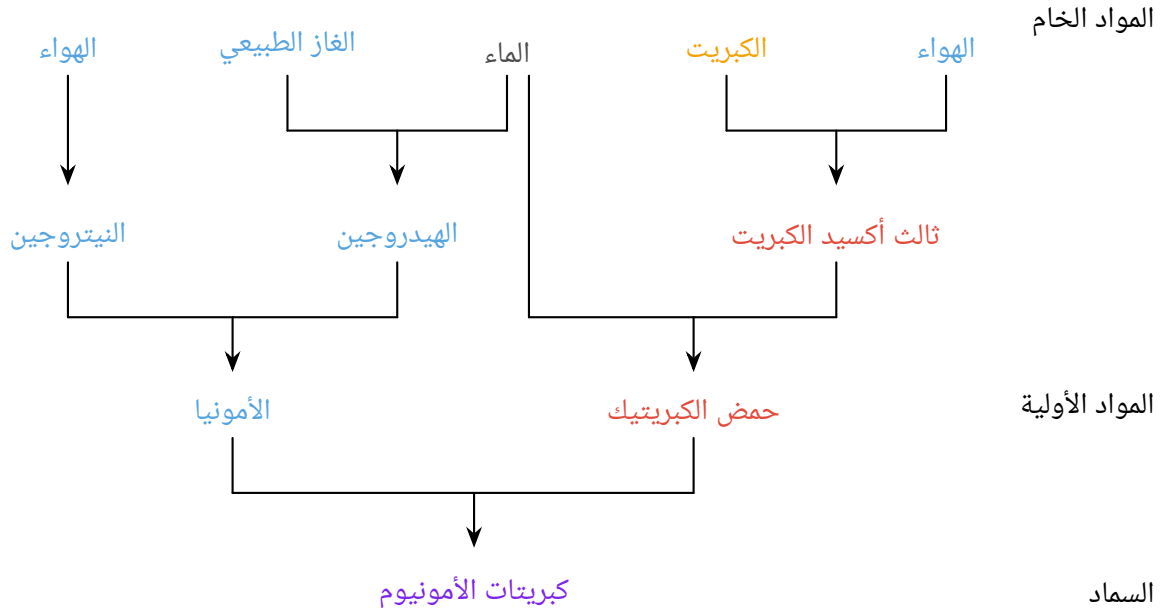 المواد الخام
الهواء
الكبريت
الماء
الغاز الطبيعي
الهواء
ثالث أكسيد الكبريت
الهيدروجين
النيتروجين
المواد الأولية
حمض الكبريتيك
الأمونيا
السماد
كبريتات الأمونيوم